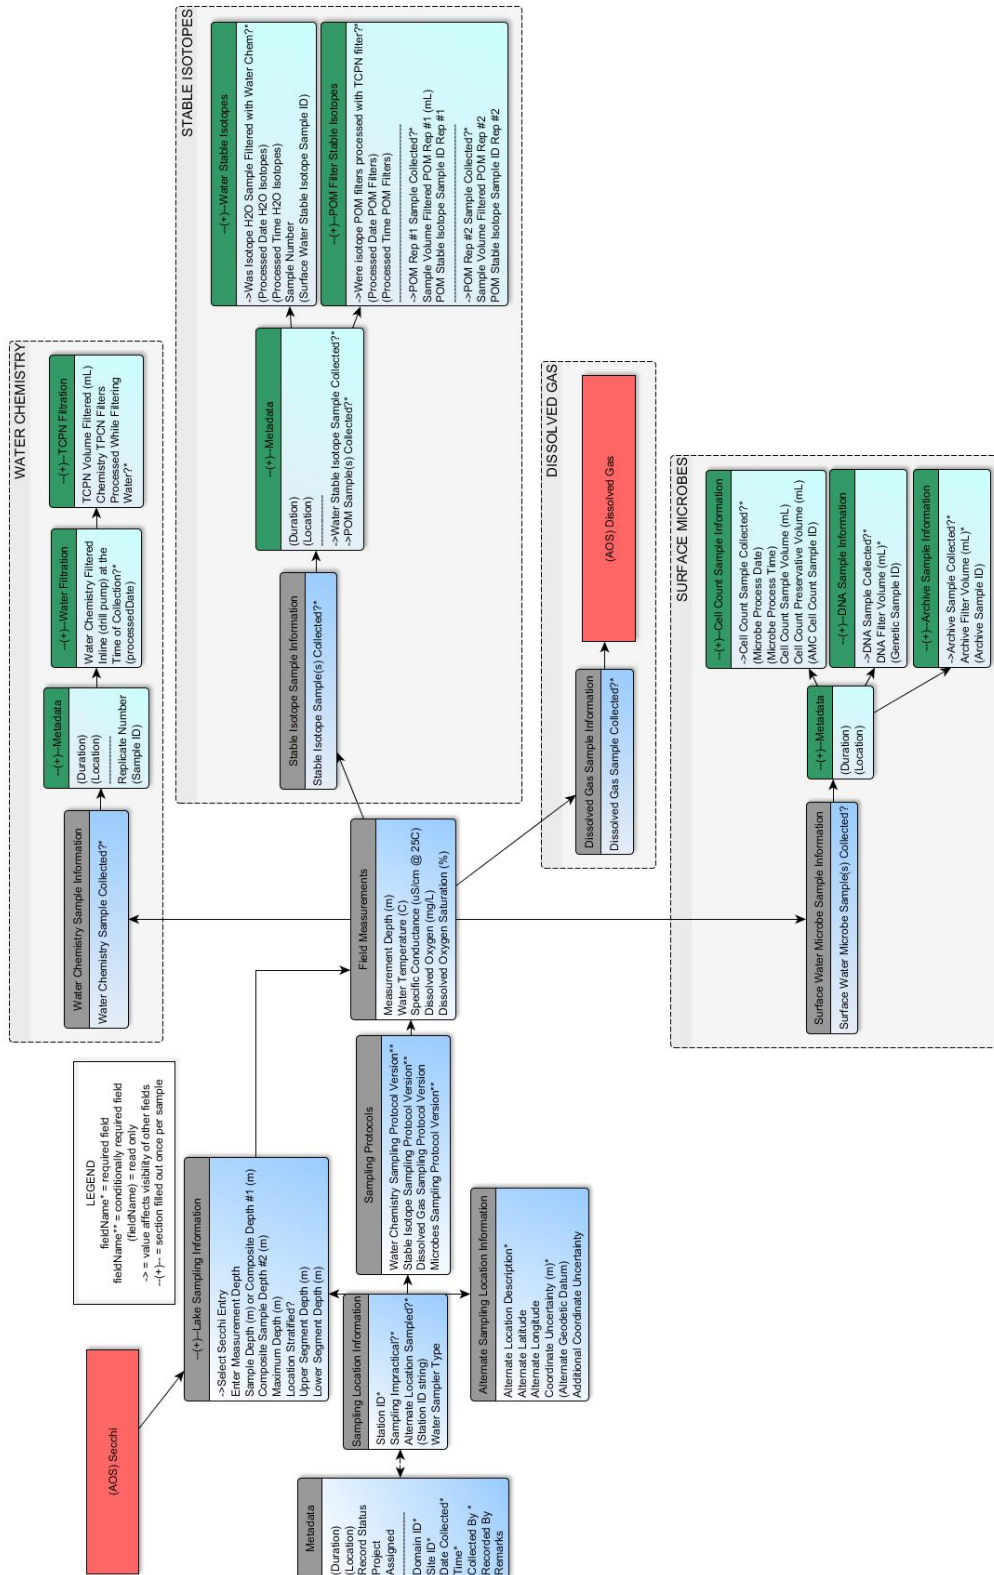 (AOS) Secchi
LEGEND
fieldName* = required field
fieldName** = conditionally required field
(fieldName) = read only
-> = value affects visibility of other fields
--(+)-- = section filled out once per sample
Metadata
(Duration)
(Location)
Record Status
Project
Assigned
--------------------
Domain ID*
Site ID*
Date Collected*
Time*
Collected By *
Recorded By
Remarks
Sampling Location Information
Station ID*
Sampling Impractical?*
Alternate Location Sampled?*
(Station ID string)
Water Sampler Type
--(+)--Lake Sampling Information
->Select Secchi Entry
Enter Measurement Depth
Sample Depth (m) or Composite Depth #1 (m)
Composite Sample Depth #2 (m)
Maximum Depth (m)
Location Stratified?
Upper Segment Depth (m)
Lower Segment Depth (m)
Alternate Sampling Location Information
Alternate Location Description*
Alternate Latitude
Alternate Longitude
Coordinate Uncertainty (m)*
(Alternate Geodetic Datum)
Additional Coordinate Uncertainty
Sampling Protocols
Water Chemistry Sampling Protocol Version**
Stable Isotope Sampling Protocol Version**
Dissolved Gas Sampling Protocol Version
Microbes Sampling Protocol Version**
Field Measurements
Measurement Depth (m)
Water Temperature (C)
Specific Conductance (uS/cm @ 25C)
Dissolved Oxygen (mg/L)
Dissolved Oxygen Saturation (%)
WATER CHEMISTRY
Water Chemistry Sample Information
Water Chemistry Sample Collected?*
--(+)--Metadata
(Duration)
(Location)
------------
Replicate Number
(Sample ID)
--(+)--Water Filtration
Water Chemistry Filtered
Inline (drill pump) at the
Time of Collection?*
(processedDate)
--(+)--TCPN Filtration
TCPN Volume Filtered (mL)
Chemistry TPCN Filters
Processed While Filtering
Water?*
STABLE ISOTOPES
Stable Isotope Sample Information
Stable Isotope Sample(s) Collected?*
--(+)--Metadata
(Duration)
(Location)
------------
->Water Stable Isotope Sample Collected?*
->POM Sample(s) Collected?*
--(+)--Water Stable Isotopes
->Was Isotope H2O Sample Filtered with Water Chem?*
(Processed Date H2O Isotopes)
(Processed Time H2O Isotopes)
Sample Number
(Surface Water Stable Isotope Sample ID)
--(+)--POM Filter Stable Isotopes
->Were isotope POM filters processed with TCPN filter?*
(Processed Date POM Filters)
(Processed Time POM Filters)
--------------------
->POM Rep #1 Sample Collected?*
Sample Volume Filtered POM Rep #1 (mL)
POM Stable Isotope Sample ID Rep #1
--------------------
->POM Rep #2 Sample Collected?*
Sample Volume Filtered POM Rep #2
POM Stable Isotope Sample ID Rep #2
DISSOLVED GAS
Dissolved Gas Sample Information
Dissolved Gas Sample Collected?*
(AOS) Dissolved Gas
SURFACE MICROBES
Surface Water Microbe Sample Information
Surface Water Microbe Sample(s) Collected?
--(+)--Metadata
(Duration)
(Location)
--(+)--Cell Count Sample Information
->Cell Count Sample Collected?*
(Microbe Process Date)
(Microbe Process Time)
Cell Count Sample Volume (mL)
Cell Count Preservative Volume (mL)
(AMC Cell Count Sample ID)
--(+)--DNA Sample Information
->DNA Sample Collected?*
DNA Filter Volume (mL)*
(Genetic Sample ID)
--(+)--Archive Sample Information
->Archive Sample Collected?*
Archive Filter Volume (mL)*
(Archive Sample ID)